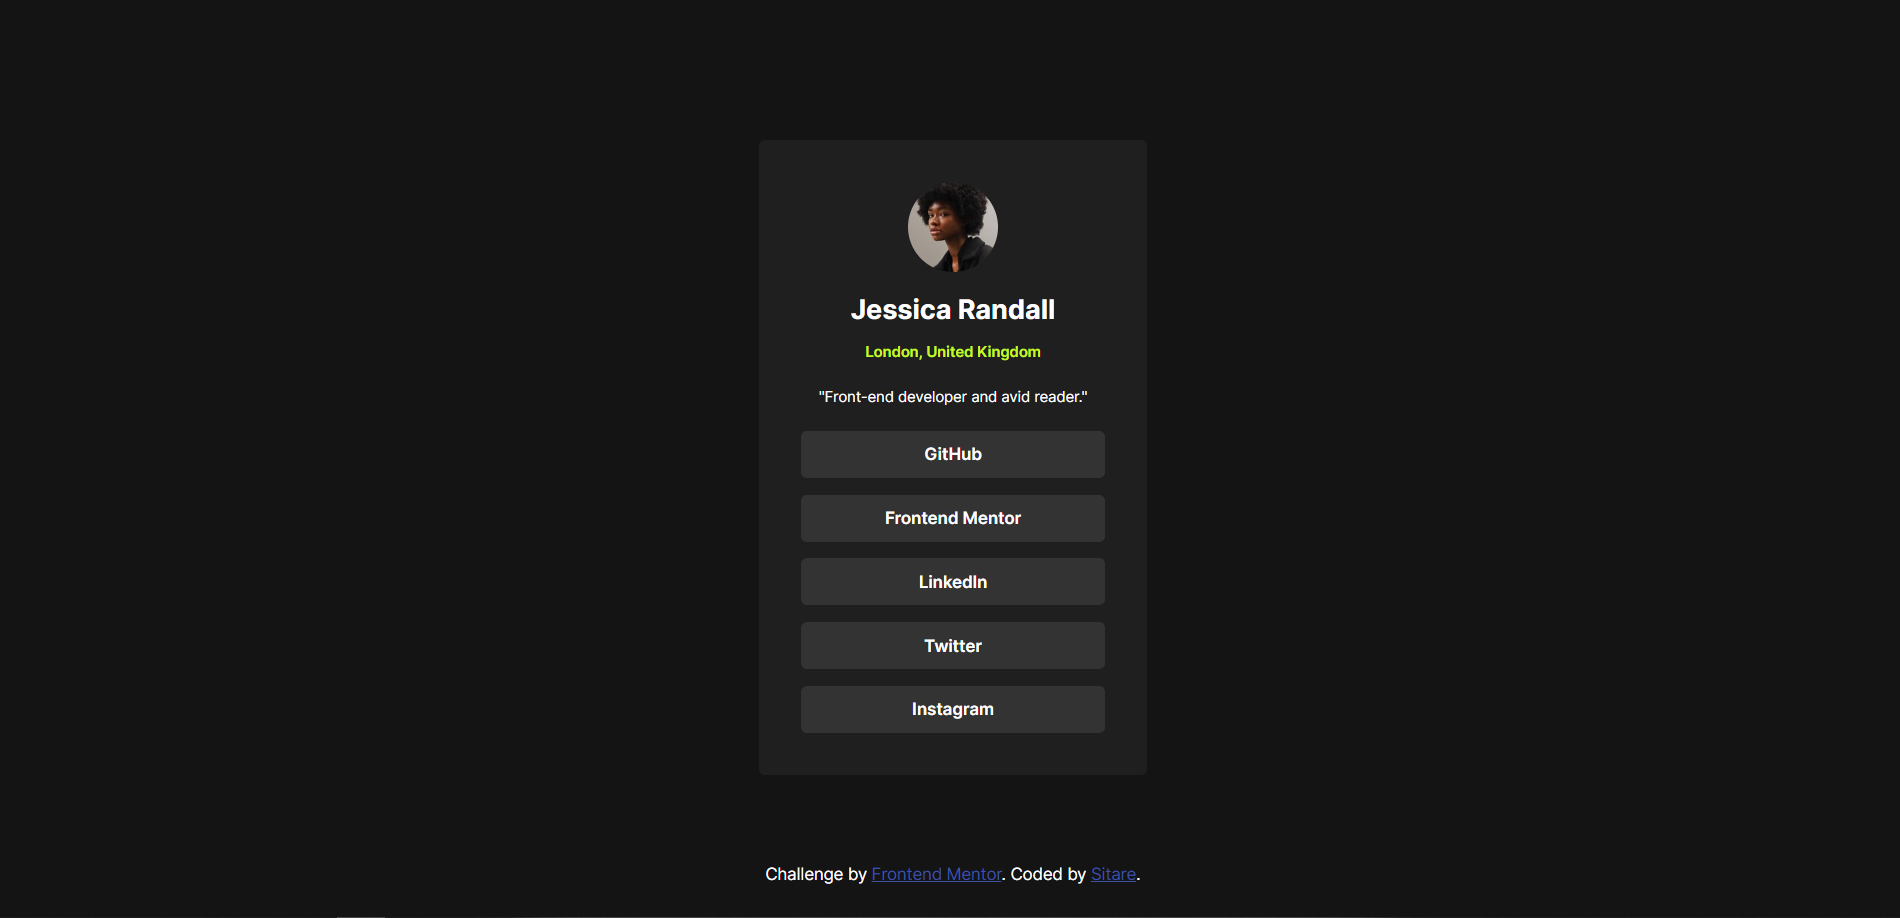 Jessica Randall
London, United Kingdom
"Front-end developer and avid reader."
GitHub
Frontend Mentor
LinkedIn
Twitter
Instagram
Challenge by Frontend Mentor. Coded by Sitare.